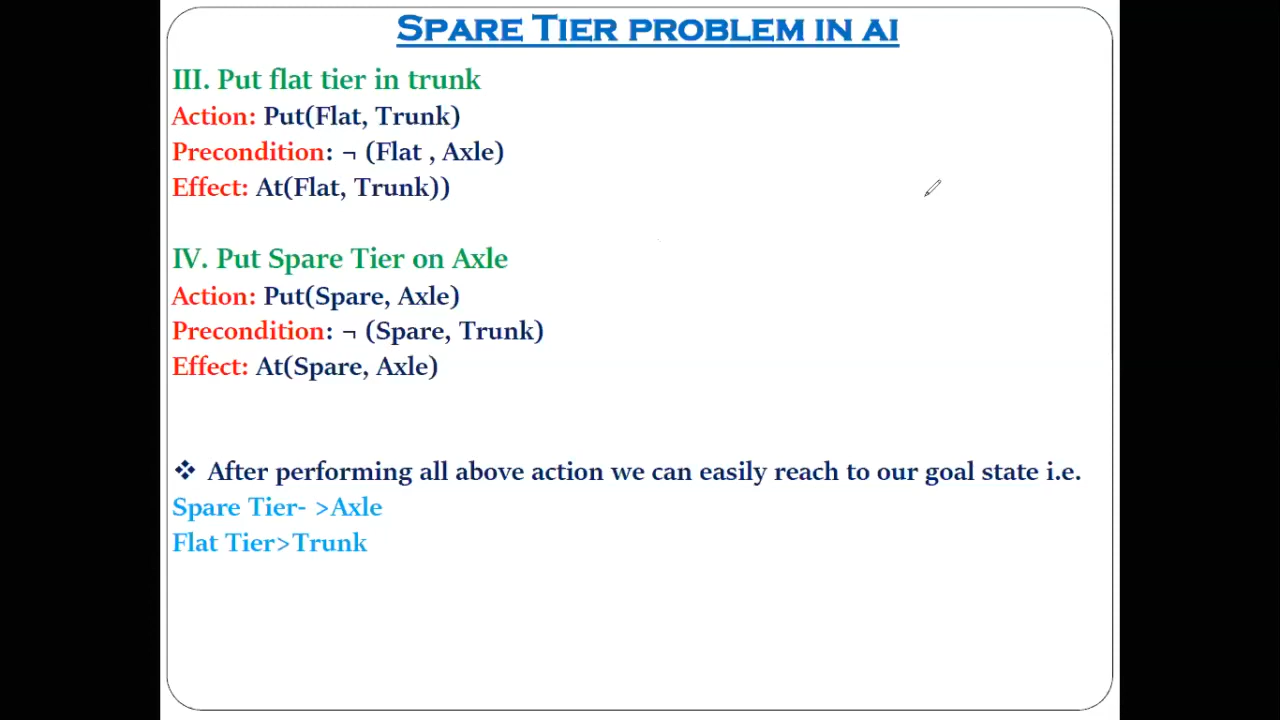 SPARE TIER PROBLEM IN AI
III. Put flat tier in trunk
Action: Put(Flat, Trunk)
Precondition: ¬ (Flat , Axle)
Effect: At(Flat, Trunk))
IV. Put Spare Tier on Axle
Action: Put(Spare, Axle)
Precondition: ¬ (Spare, Trunk)
Effect: At(Spare, Axle)
❖ After performing all above action we can easily reach to our goal state i.e.
Spare Tier- >Axle
Flat Tier>Trunk